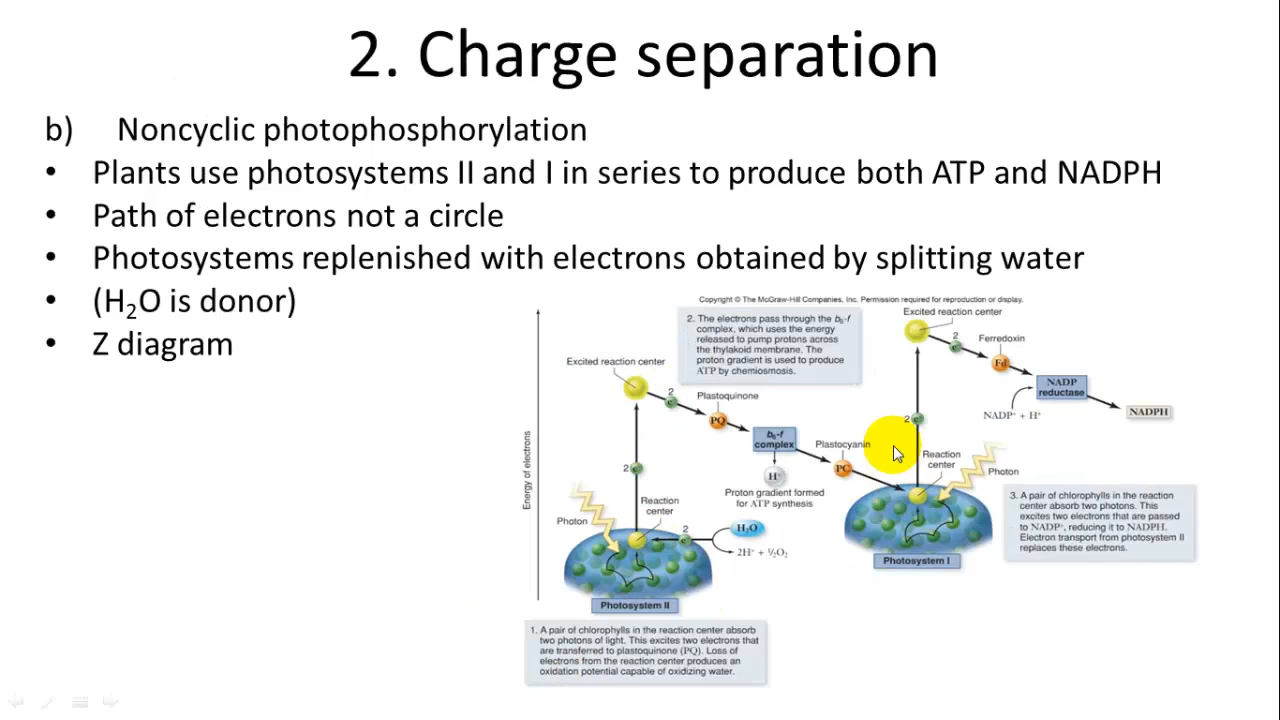 2. Charge separation
b) Noncyclic photophosphorylation
• Plants use photosystems II and I in series to produce both ATP and NADPH
• Path of electrons not a circle
• Photosystems replenished with electrons obtained by splitting water
• (H₂O is donor)
• Z diagram
Copyright © The McGraw-Hill Companies, Inc. Permission required for reproduction or display.
Energy of electrons
Excited reaction center
2
e⁻
Plastoquinone
PQ
2. The electrons pass through the b₆-f
complex, which uses the energy
released to pump protons across
the thylakoid membrane. The
proton gradient is used to produce
ATP by chemiosmosis.
b₆-f
complex
H⁺
Proton gradient formed
for ATP synthesis
Plastocyanin
PC
2 e⁻
Photon
Reaction
center
2
e⁻
H₂O
2H⁺ + ½O₂
Photosystem II
1. A pair of chlorophylls in the reaction center absorb
two photons of light. This excites two electrons that
are transferred to plastoquinone (PQ). Loss of
electrons from the reaction center produces an
oxidation potential capable of oxidizing water.
Excited reaction center
2
e⁻
Ferredoxin
Fd
NADP
reductase
NADP⁺ + H⁺
NADPH
2 e⁻
Reaction
center
Photon
Photosystem I
3. A pair of chlorophylls in the reaction
center absorb two photons. This
excites two electrons that are passed
to NADP⁺, reducing it to NADPH.
Electron transport from photosystem II
replaces these electrons.